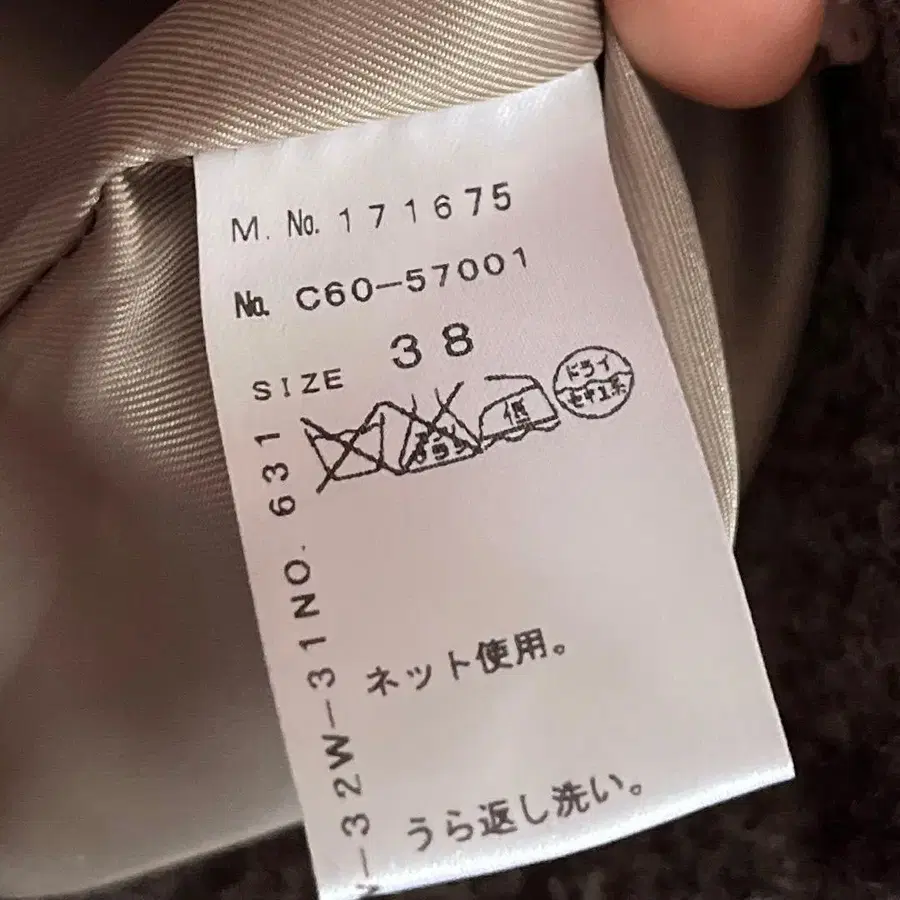 M. No. 171675
No. C60-57001
SIZE 38
低
ドライ
セキユ系
ネット使用。
うら返し洗い。
-32W-31NO. 631